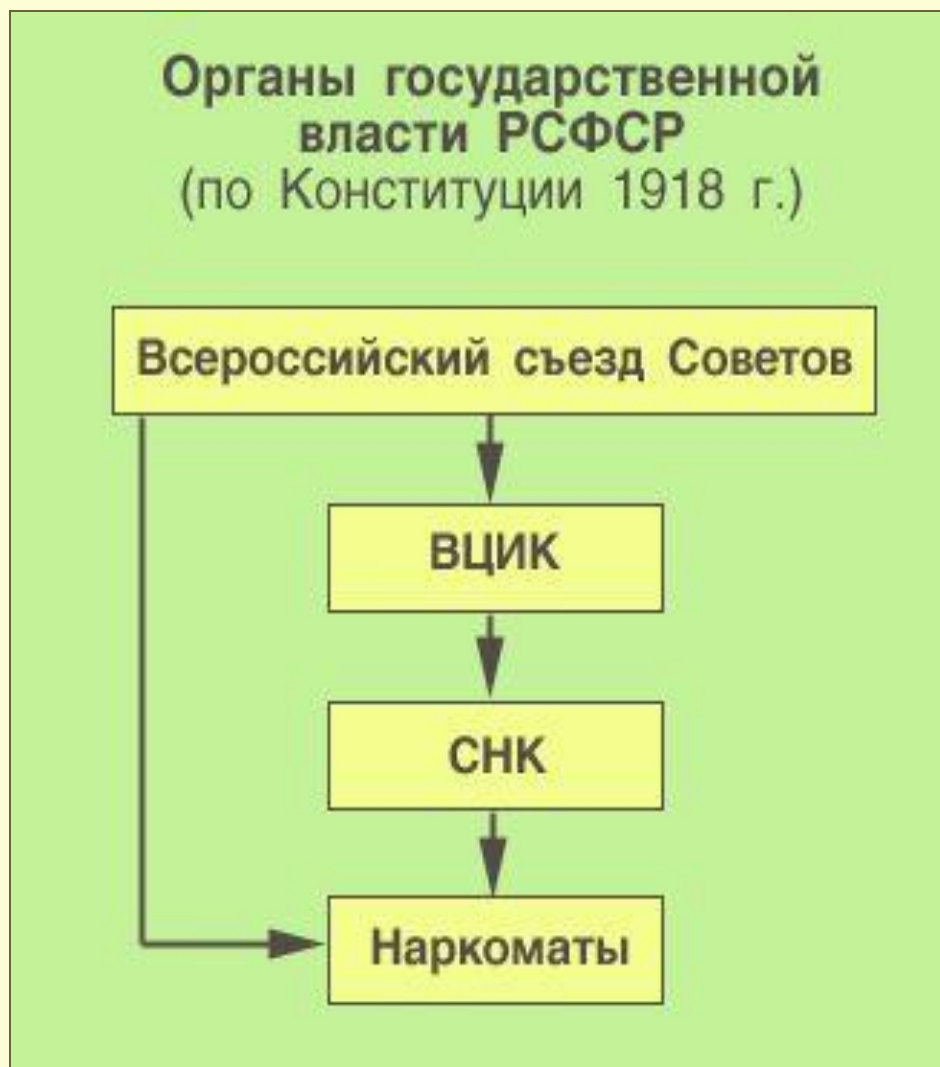 Органы государственной
власти РСФСР
(по Конституции 1918 г.)
Всероссийский съезд Советов
ВЦИК
СНК
Наркоматы